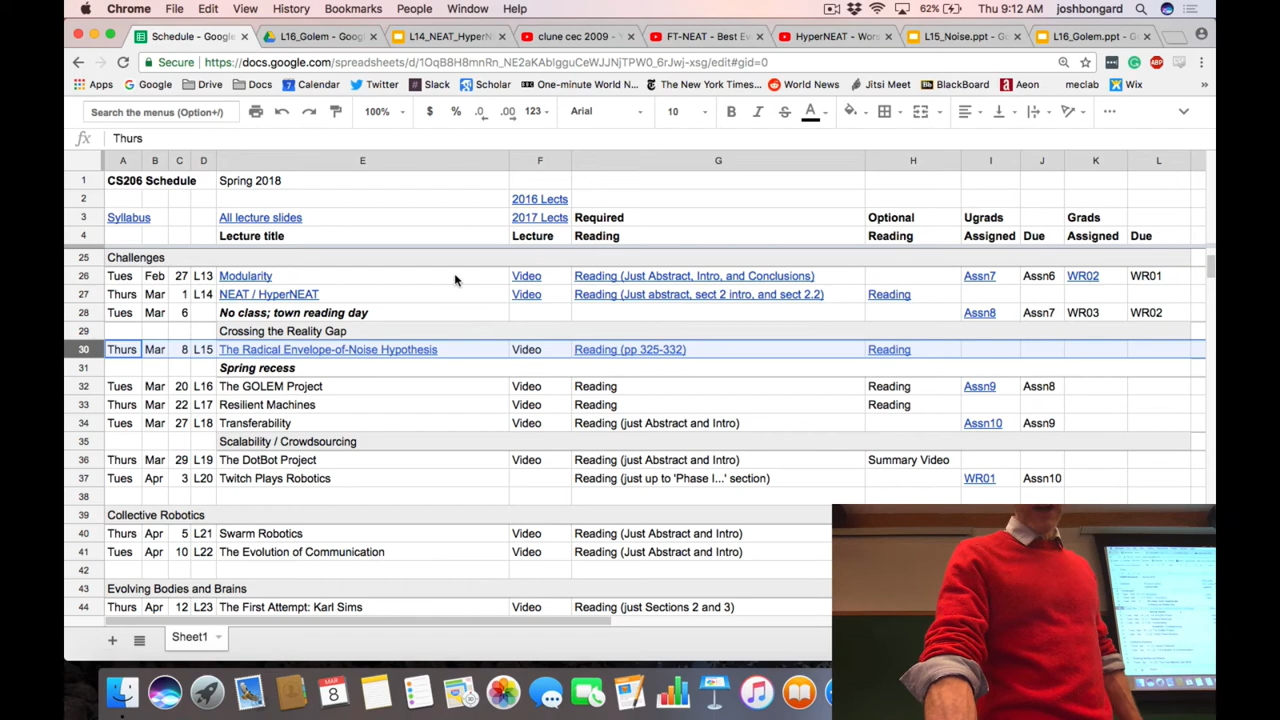 Chrome File Edit View History Bookmarks People Window Help 62% Thu 9:12 AM joshbongard
Schedule - Google L16_Golem - Google L14_NEAT_HyperN clune cec 2009 - Yo FT-NEAT - Best Ev HyperNEAT - Wors L15_Noise.ppt - Go L16_Golem.ppt - Go
Secure https://docs.google.com/spreadsheets/d/1OqB8H8mnRn_NE2aKAblgguCeWJJNjTPW0_6rJwj-xsg/edit#gid=0
Apps Google Drive Docs Calendar Twitter Slack Scholar One-minute World N... The New York Times... World News Jitsi Meet BlackBoard Aeon meclab Wix
Search the menus (Option+/) 100% $ % .0 .00 123 Arial 10 B I S A
fx Thurs
A B C D E F G H I J K L
1 CS206 Schedule Spring 2018
2 2016 Lects
3 Syllabus All lecture slides 2017 Lects Required Optional Ugrads Grads
4 Lecture title Lecture Reading Reading Assigned Due Assigned Due
25 Challenges
26 Tues Feb 27 L13 Modularity Video Reading (Just Abstract, Intro, and Conclusions) Assn7 Assn6 WR02 WR01
27 Thurs Mar 1 L14 NEAT / HyperNEAT Video Reading (Just abstract, sect 2 intro, and sect 2.2) Reading
28 Tues Mar 6 No class; town reading day Assn8 Assn7 WR03 WR02
29 Crossing the Reality Gap
30 Thurs Mar 8 L15 The Radical Envelope-of-Noise Hypothesis Video Reading (pp 325-332) Reading
31 Spring recess
32 Tues Mar 20 L16 The GOLEM Project Video Reading Reading Assn9 Assn8
33 Thurs Mar 22 L17 Resilient Machines Video Reading Reading
34 Tues Mar 27 L18 Transferability Video Reading (just Abstract and Intro) Assn10 Assn9
35 Scalability / Crowdsourcing
36 Thurs Mar 29 L19 The DotBot Project Video Reading (just Abstract and Intro) Summary Video
37 Tues Apr 3 L20 Twitch Plays Robotics Reading (just up to 'Phase I...' section) WR01 Assn10
38
39 Collective Robotics
40 Thurs Apr 5 L21 Swarm Robotics Video Reading (Just Abstract and Intro)
41 Tues Apr 10 L22 The Evolution of Communication Video Reading (Just Abstract and Intro)
42
43 Evolving Bodies and Brains
44 Thurs Apr 12 L23 The First Attempt: Karl Sims Video Reading (just Sections 2 and 3)
Sheet1
MAR
8